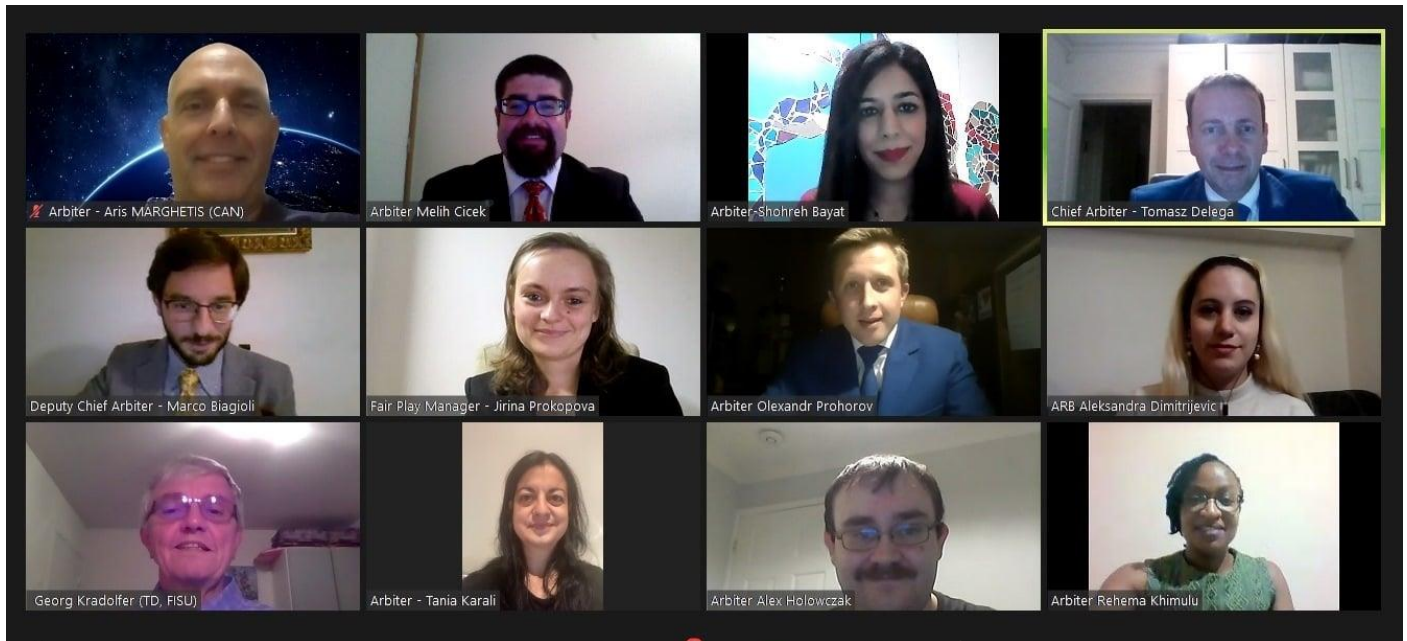 Arbiter - Aris MARGHETIS (CAN)
Arbiter Melih Cicek
Arbiter-Shohreh Bayat
Chief Arbiter - Tomasz Delega
Deputy Chief Arbiter - Marco Biagioli
Fair Play Manager - Jirina Prokopova
Arbiter Olexandr Prohorov
ARB Aleksandra Dimitrijevic
Georg Kradolfer (TD, FISU)
Arbiter - Tania Karali
Arbiter Alex Holowczak
Arbiter Rehema Khimulu